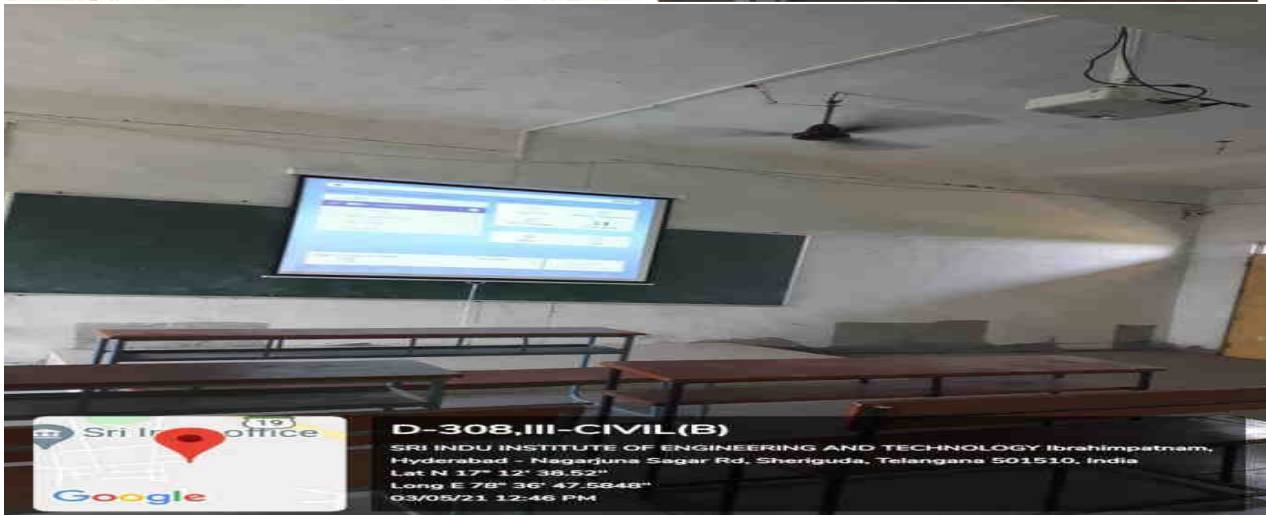 Sri
office
19
Google
D-308,III-CIVIL(B)
SRI INDU INSTITUTE OF ENGINEERING AND TECHNOLOGY Ibrahimpatnam,
Hyderabad - Nagarjuna Sagar Rd, Sheriguda, Telangana 501510, India
Lat N 17° 12' 38.52"
Long E 78° 36' 47.5848"
03/05/21 12:46 PM